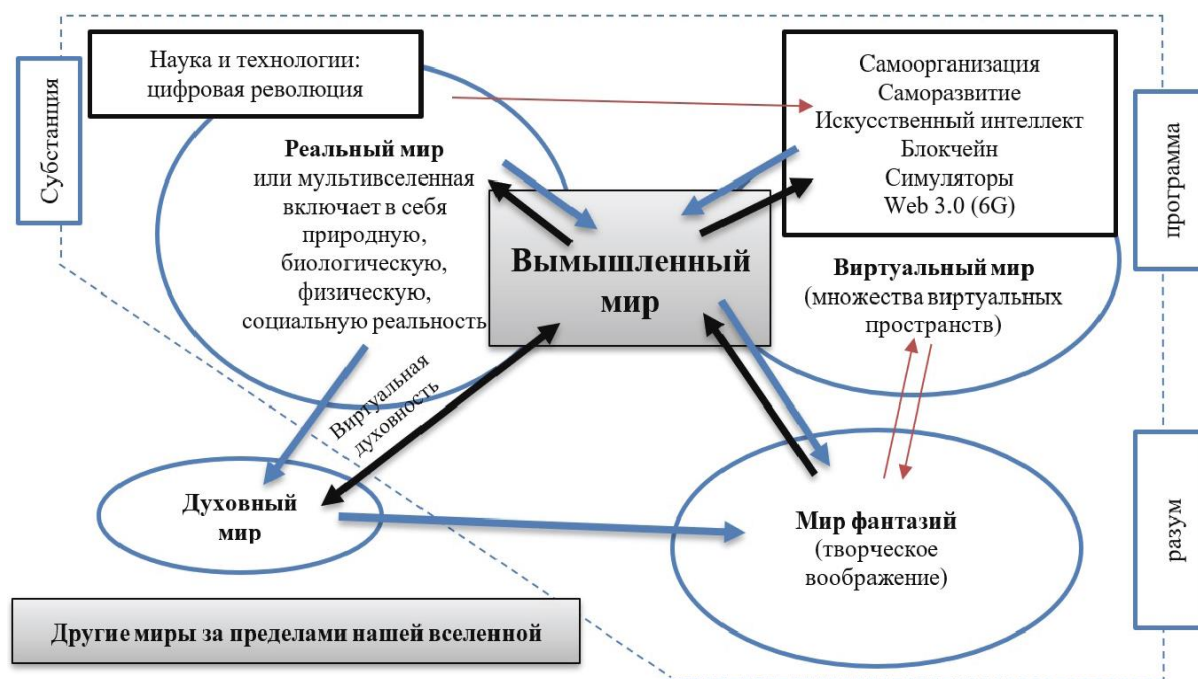 Субстанция
Наука и технологии:
цифровая революция
Реальный мир
или мультивселенная
включает в себя
природную,
биологическую,
физическую,
социальную реальность
Вымышленный
мир
Самоорганизация
Саморазвитие
Искусственный интеллект
Блокчейн
Симуляторы
Web 3.0 (6G)
Виртуальный мир
(множества виртуальных
пространств)
программа
Виртуальная
духовность
Духовный
мир
Мир фантазий
(творческое
воображение)
разум
Другие миры за пределами нашей вселенной